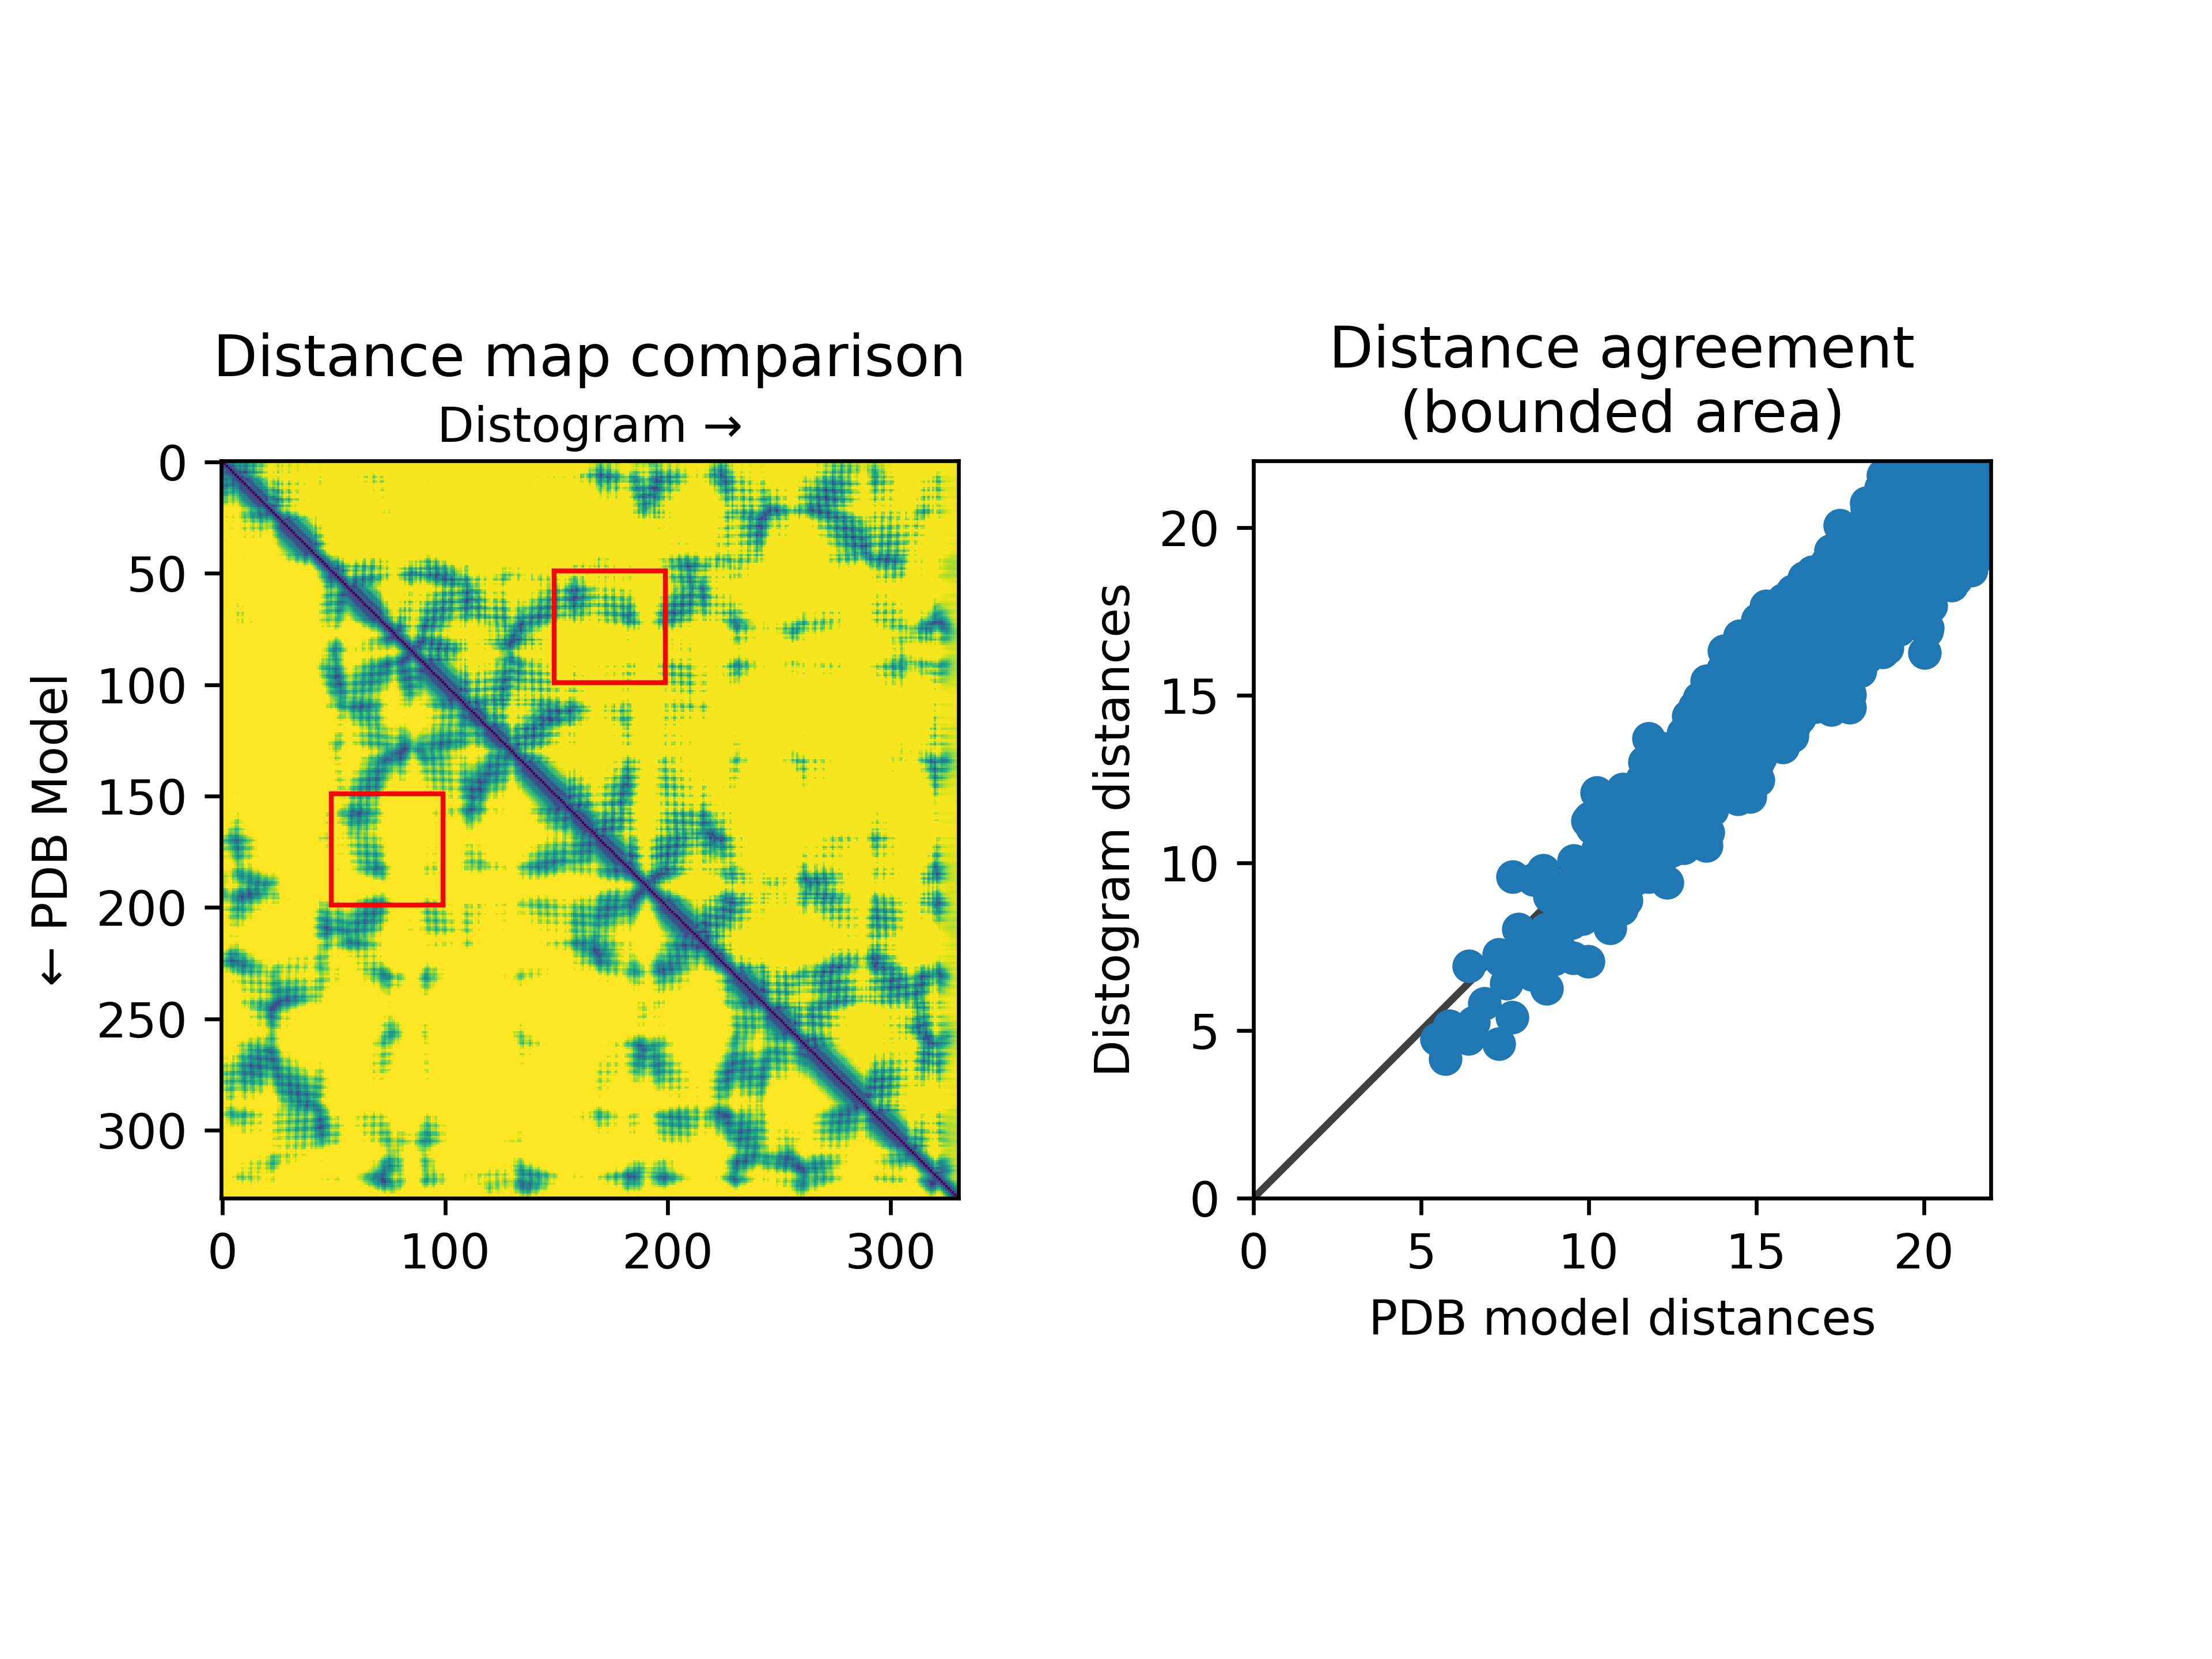 Distance map comparison
Distogram →
← PDB Model
0
50
100
150
200
250
300
0 100 200 300
Distance agreement
(bounded area)
Distogram distances
20
15
10
5
0
0 5 10 15 20
PDB model distances